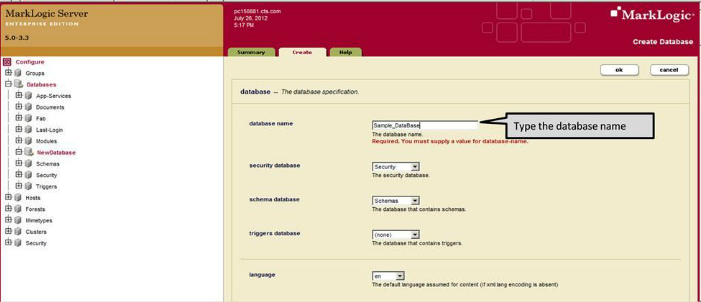 MarkLogic Server
ENTERPRISE EDITION
5.0-3.3
pc150881.cts.com
July 26, 2012
5:17 PM
MarkLogic
Create Database
Summary
Create
Help
Configure
Groups
Databases
App-Services
Documents
Fab
Last-Login
Modules
NewDatabase
Schemas
Security
Triggers
Hosts
Forests
Mimetypes
Clusters
Security
ok
cancel
database -- The database specification.
database name
Sample_DataBase
The database name.
Required. You must supply a value for database-name.
Type the database name
security database
Security
The security database.
schema database
Schemas
The database that contains schemas.
triggers database
(none)
The database that contains triggers.
language
en
The default language assumed for content (if xml:lang encoding is absent)